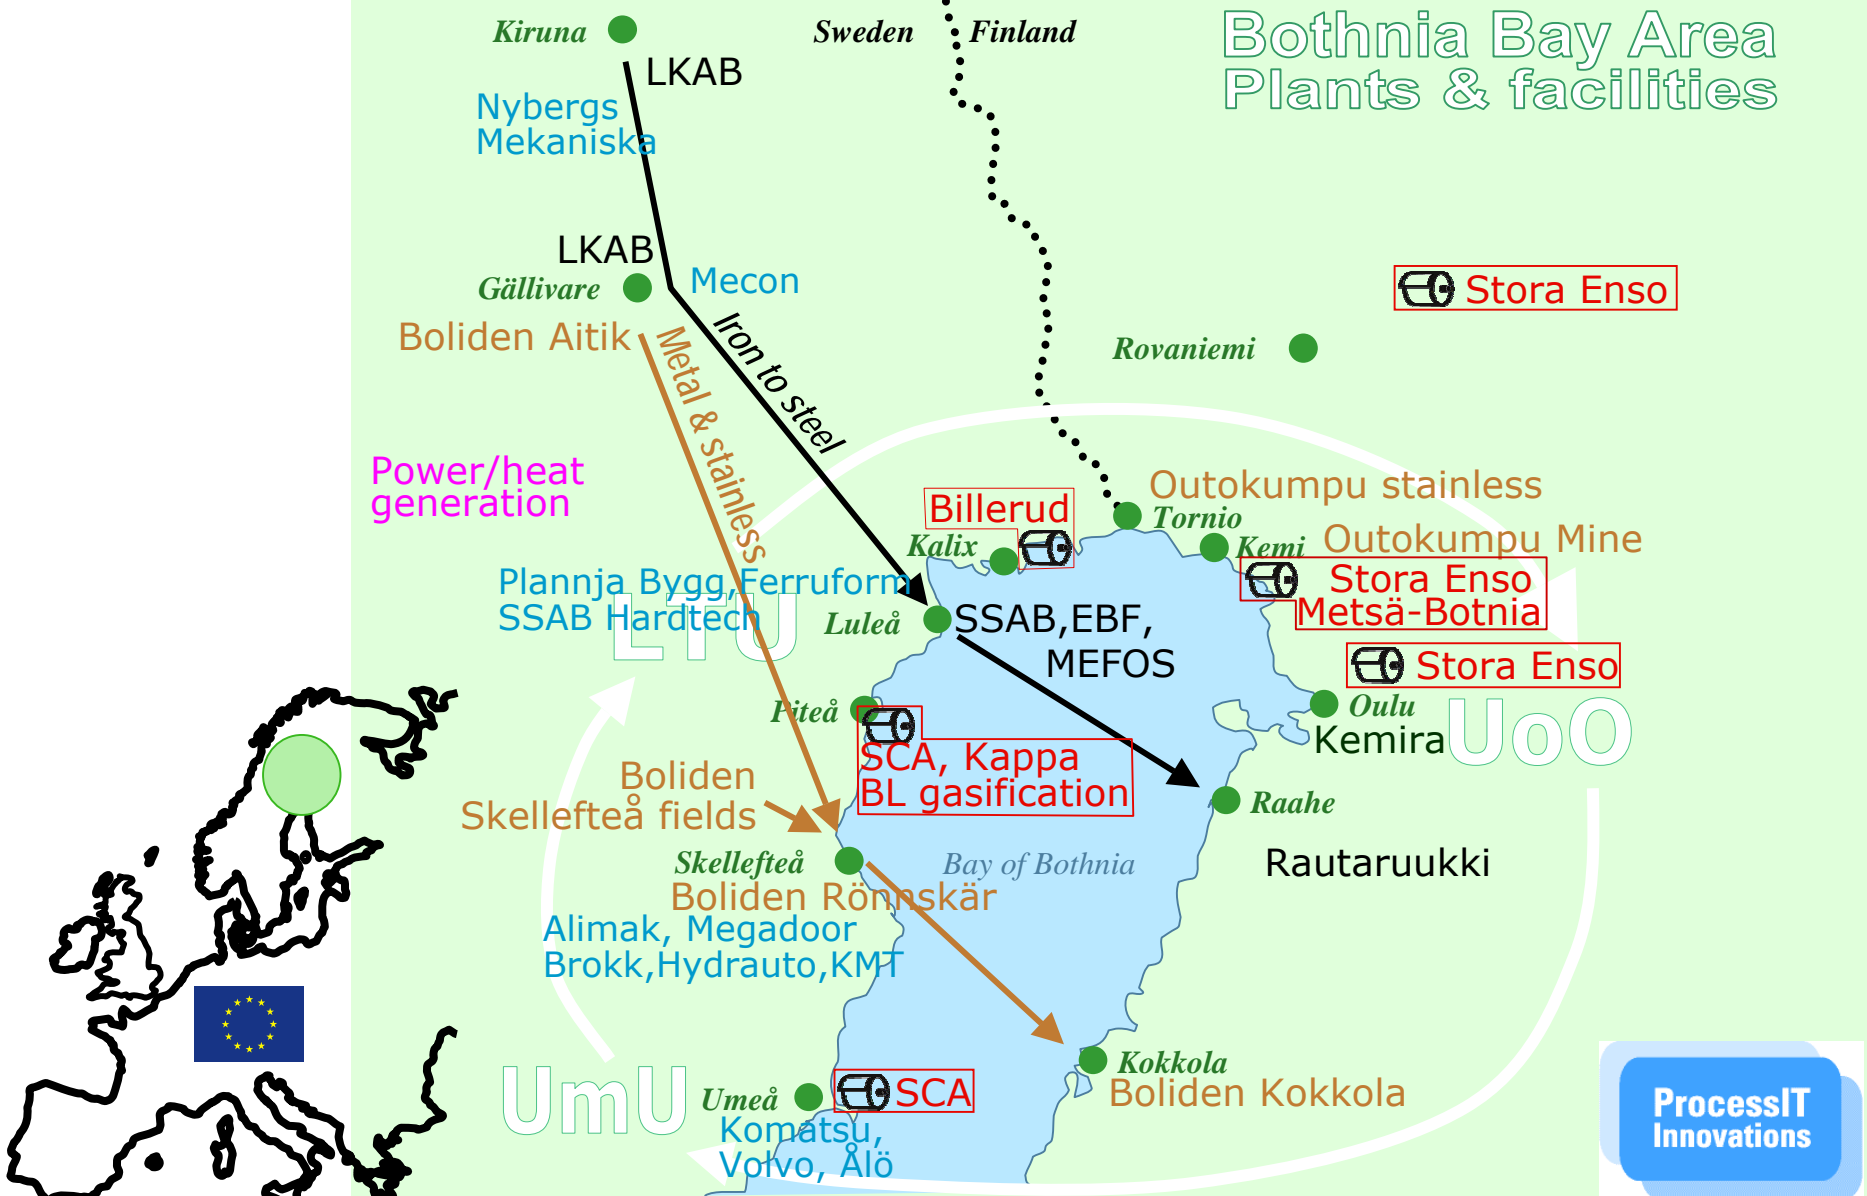 Kiruna
Sweden
Finland
Bothnia Bay Area
Plants & facilities
LKAB
Nybergs
Mekaniska
LKAB
Gällivare
Mecon
Stora Enso
Boliden Aitik
Metal & stainless
Iron to steel
Rovaniemi
Power/heat
generation
Billerud
Outokumpu stainless
Tornio
Kalix
Kemi
Outokumpu Mine
Plannja Bygg,Ferruform
SSAB Hardtech
LTU
Luleå
SSAB,EBF,
MEFOS
Stora Enso
Metsä-Botnia
Stora Enso
Piteå
Oulu
Kemira
UoO
SCA, Kappa
BL gasification
Boliden
Skellefteå fields
Raahe
Skellefteå
Bay of Bothnia
Rautaruukki
Boliden Rönnskär
Alimak, Megadoor
Brokk,Hydrauto,KMT
UmU
Umeå
SCA
Kokkola
Boliden Kokkola
Komatsu,
Volvo, Ålö
ProcessIT
Innovations